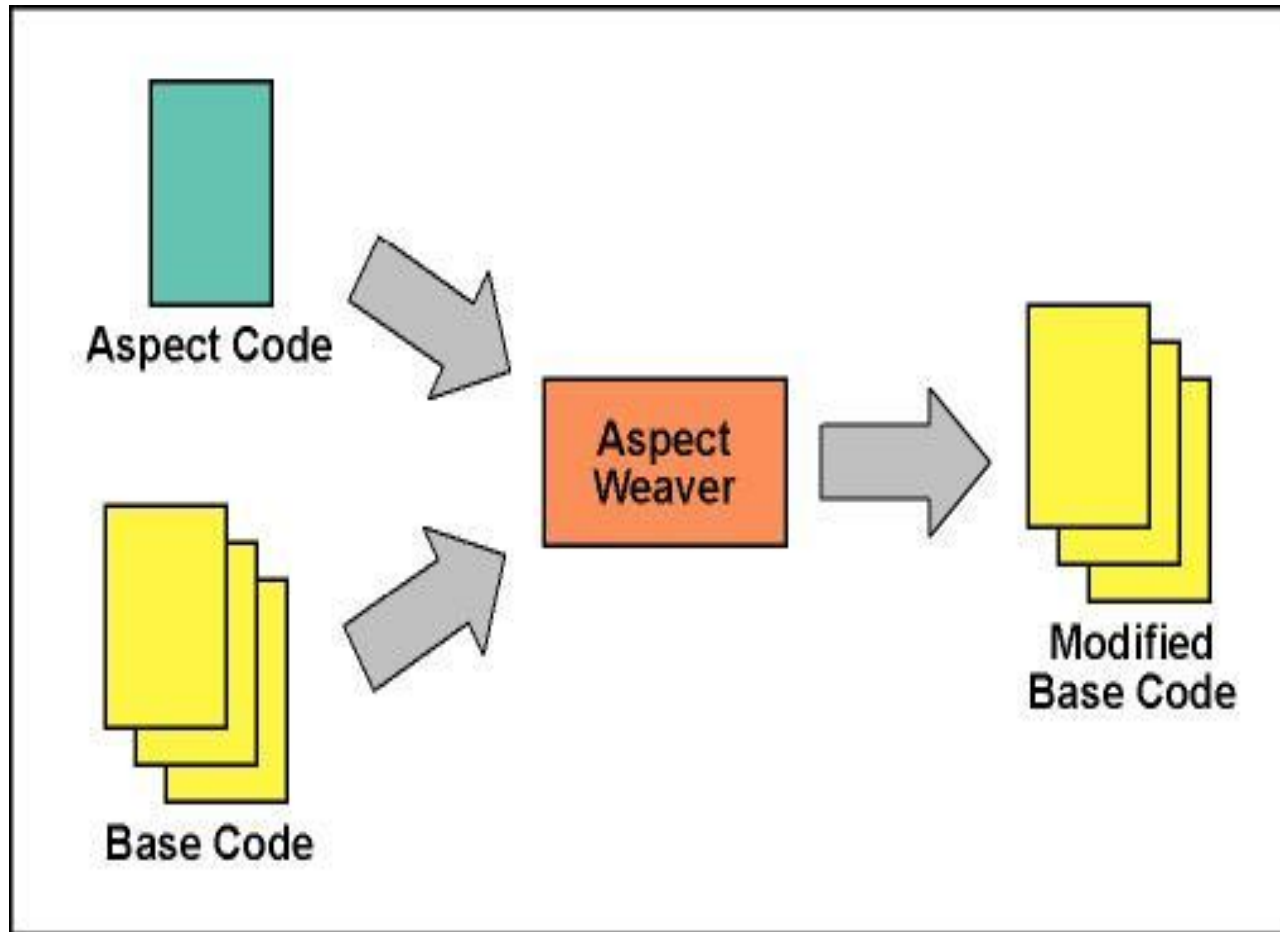 Aspect Code
Aspect
Weaver
Base Code
Modified
Base Code